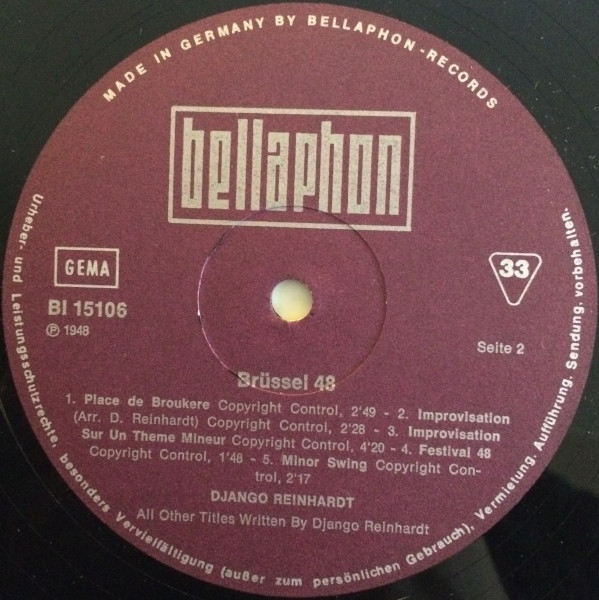 MADE IN GERMANY BY BELLAPHON-RECORDS
bellaphon
GEMA
BI 15106
℗ 1948
33
Seite 2
Brüssel 48
1. Place de Broukere Copyright Control, 2'49 - 2. Improvisation
(Arr. D. Reinhardt) Copyright Control, 2'28 - 3. Improvisation
Sur Un Theme Mineur Copyright Control, 4'20 - 4. Festival 48
Copyright Control, 1'48 - 5. Minor Swing Copyright Con-
trol, 2'17
DJANGO REINHARDT
All Other Titles Written By Django Reinhardt
Urheber- und Leistungsschutzrechte, besonders Vervielfältigung (außer zum persönlichen Gebrauch), Vermietung, Aufführung, Sendung, vorbehalten.